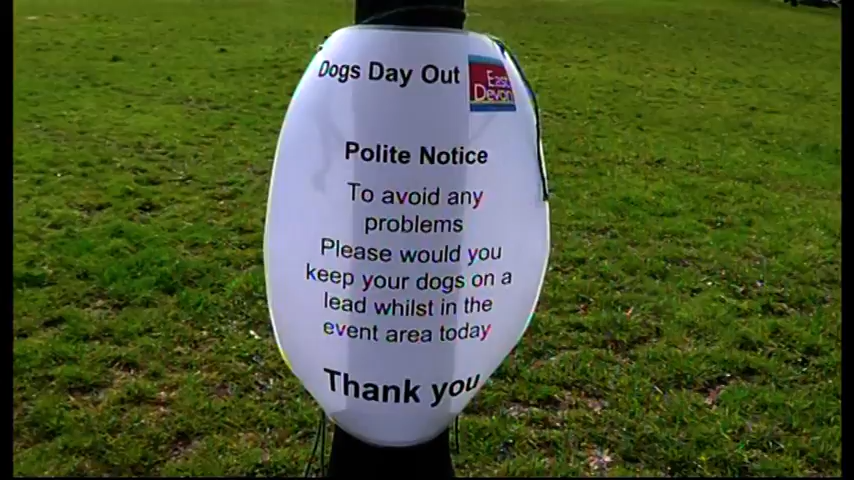 Dogs Day Out
East
Devon
Polite Notice
To avoid any
problems
Please would you
keep your dogs on a
lead whilst in the
event area today
Thank you